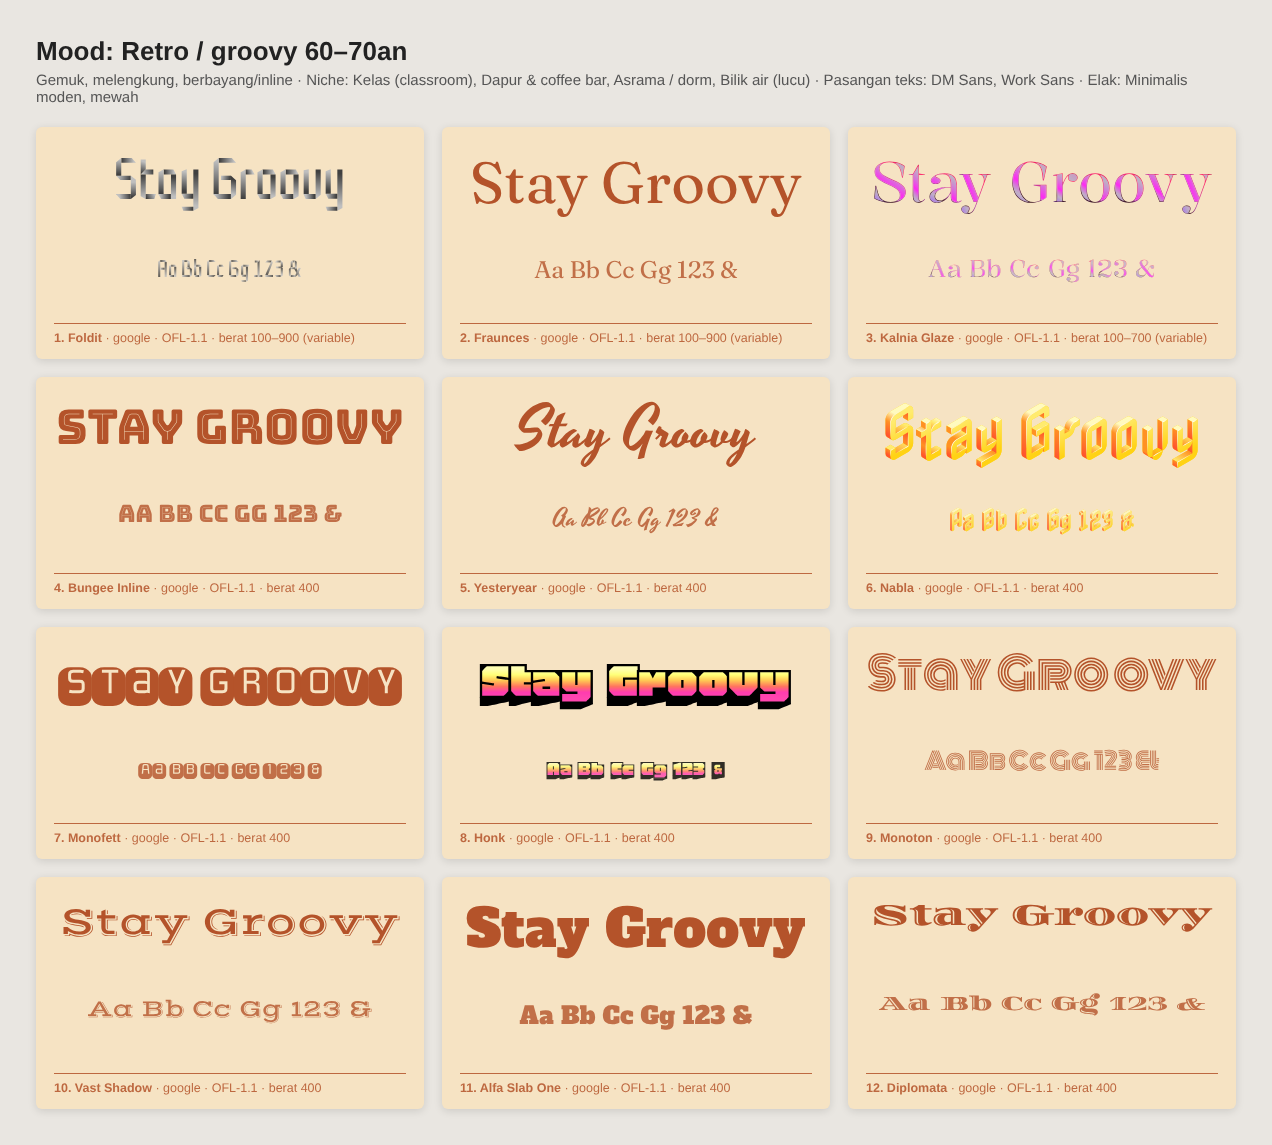 Mood: Retro / groovy 60–70an
Gemuk, melengkung, berbayang/inline · Niche: Kelas (classroom), Dapur & coffee bar, Asrama / dorm, Bilik air (lucu) · Pasangan teks: DM Sans, Work Sans · Elak: Minimalis
moden, mewah
Stay Groovy
Aa Bb Cc Gg 123 &
1. Foldit · google · OFL-1.1 · berat 100–900 (variable)
Stay Groovy
Aa Bb Cc Gg 123 &
2. Fraunces · google · OFL-1.1 · berat 100–900 (variable)
Stay Groovy
Aa Bb Cc Gg 123 &
3. Kalnia Glaze · google · OFL-1.1 · berat 100–700 (variable)
STAY GROOVY
AA BB CC GG 123 &
4. Bungee Inline · google · OFL-1.1 · berat 400
Stay Groovy
Aa Bb Cc Gg 123 &
5. Yesteryear · google · OFL-1.1 · berat 400
Stay Groovy
Aa Bb Cc Gg 123 &
6. Nabla · google · OFL-1.1 · berat 400
STaY GROOVY
Aa BB CC GG 123 &
7. Monofett · google · OFL-1.1 · berat 400
Stay Groovy
Aa Bb Cc Gg 123 &
8. Honk · google · OFL-1.1 · berat 400
STAY GROOVY
Aa Bb Cc Gg 123 &
9. Monoton · google · OFL-1.1 · berat 400
Stay Groovy
Aa Bb Cc Gg 123 &
10. Vast Shadow · google · OFL-1.1 · berat 400
Stay Groovy
Aa Bb Cc Gg 123 &
11. Alfa Slab One · google · OFL-1.1 · berat 400
Stay Groovy
Aa Bb Cc Gg 123 &
12. Diplomata · google · OFL-1.1 · berat 400